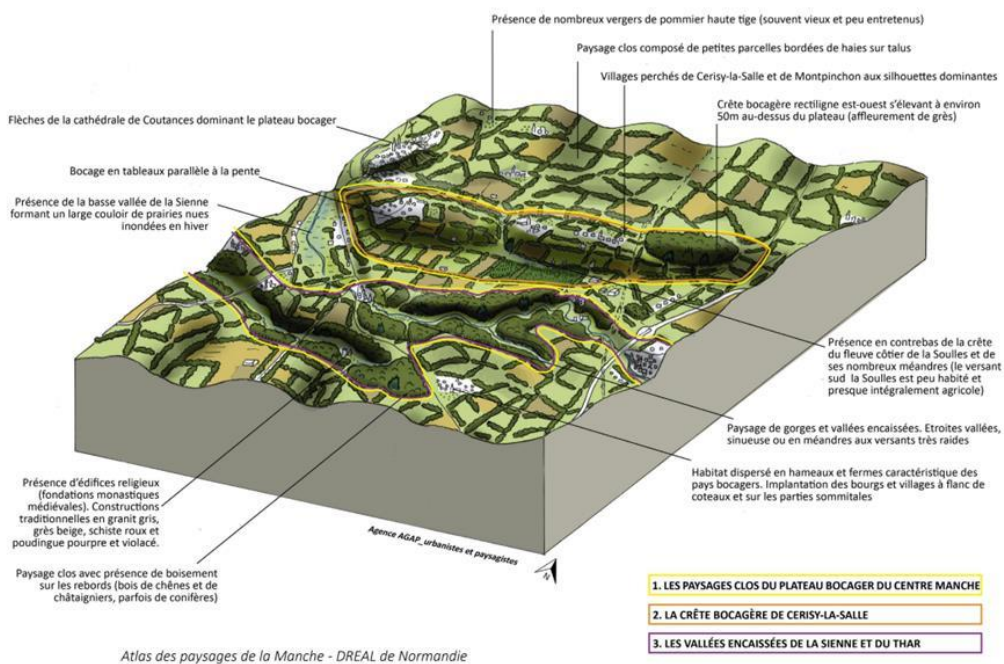 Présence de nombreux vergers de pommier haute tige (souvent vieux et peu entretenus)
Paysage clos composé de petites parcelles bordées de haies sur talus
Villages perchés de Cerisy-la-Salle et de Montpinchon aux silhouettes dominantes
Crête bocagère rectiligne est-ouest s'élevant à environ
50m au-dessus du plateau (affleurement de grès)
Flèches de la cathédrale de Coutances dominant le plateau bocager
Bocage en tableaux parallèle à la pente
Présence de la basse vallée de la Sienne
formant un large couloir de prairies nues
inondées en hiver
Présence en contrebas de la crête
du fleuve côtier de la Soulles et de
ses nombreux méandres (le versant
sud la Soulles est peu habité et
presque intégralement agricole)
Paysage de gorges et vallées encaissées. Etroites vallées,
sinueuse ou en méandres aux versants très raides
Habitat dispersé en hameaux et fermes caractéristique des
pays bocagers. Implantation des bourgs et villages à flanc de
coteaux et sur les parties sommitales
Présence d'édifices religieux
(fondations monastiques
médiévales). Constructions
traditionnelles en granit gris,
grès beige, schiste roux et
poudingue pourpre et violacé.
Paysage clos avec présence de boisement
sur les rebords (bois de chênes et de
châtaigniers, parfois de conifères)
Agence AGAP_urbanistes et paysagistes
N
1. LES PAYSAGES CLOS DU PLATEAU BOCAGER DU CENTRE MANCHE
2. LA CRÊTE BOCAGÈRE DE CERISY-LA-SALLE
3. LES VALLÉES ENCAISSÉES DE LA SIENNE ET DU THAR
Atlas des paysages de la Manche - DREAL de Normandie